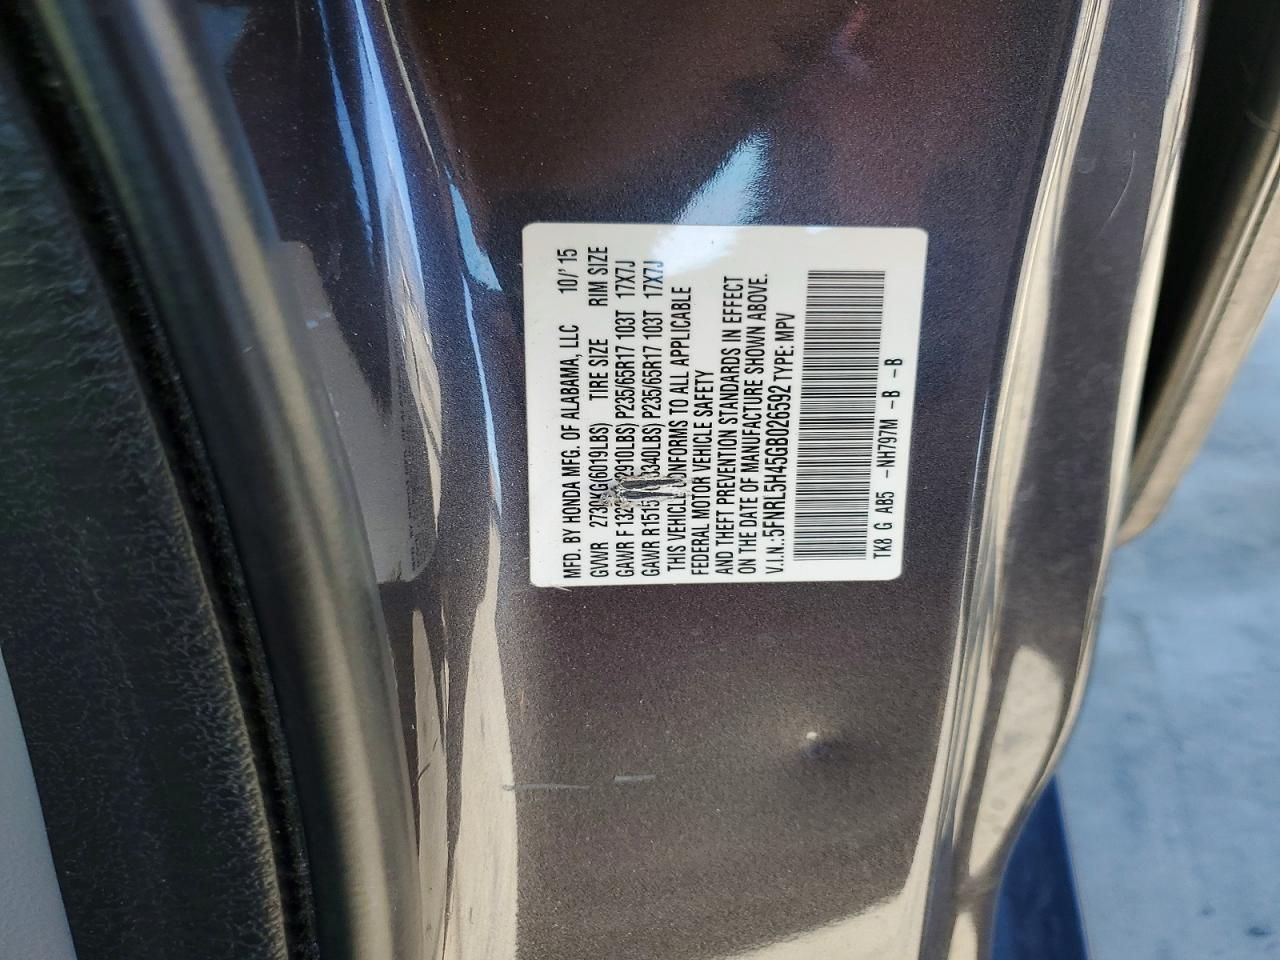 MFD. BY HONDA MFG. OF ALABAMA, LLC 10/'15
GVWR 2730KG(6019LBS) TIRE SIZE RIM SIZE
GAWR F 132 2910LBS) P235/65R17 103T 17X7J
GAWR R 1515 3340LBS) P235/65R17 103T 17X7J
THIS VEHICLE CONFORMS TO ALL APPLICABLE
FEDERAL MOTOR VEHICLE SAFETY
AND THEFT PREVENTION STANDARDS IN EFFECT
ON THE DATE OF MANUFACTURE SHOWN ABOVE.
V.I.N.:5FNRL5H45GB026592 TYPE: MPV
TK8 G AB5 -NH797M -B -B